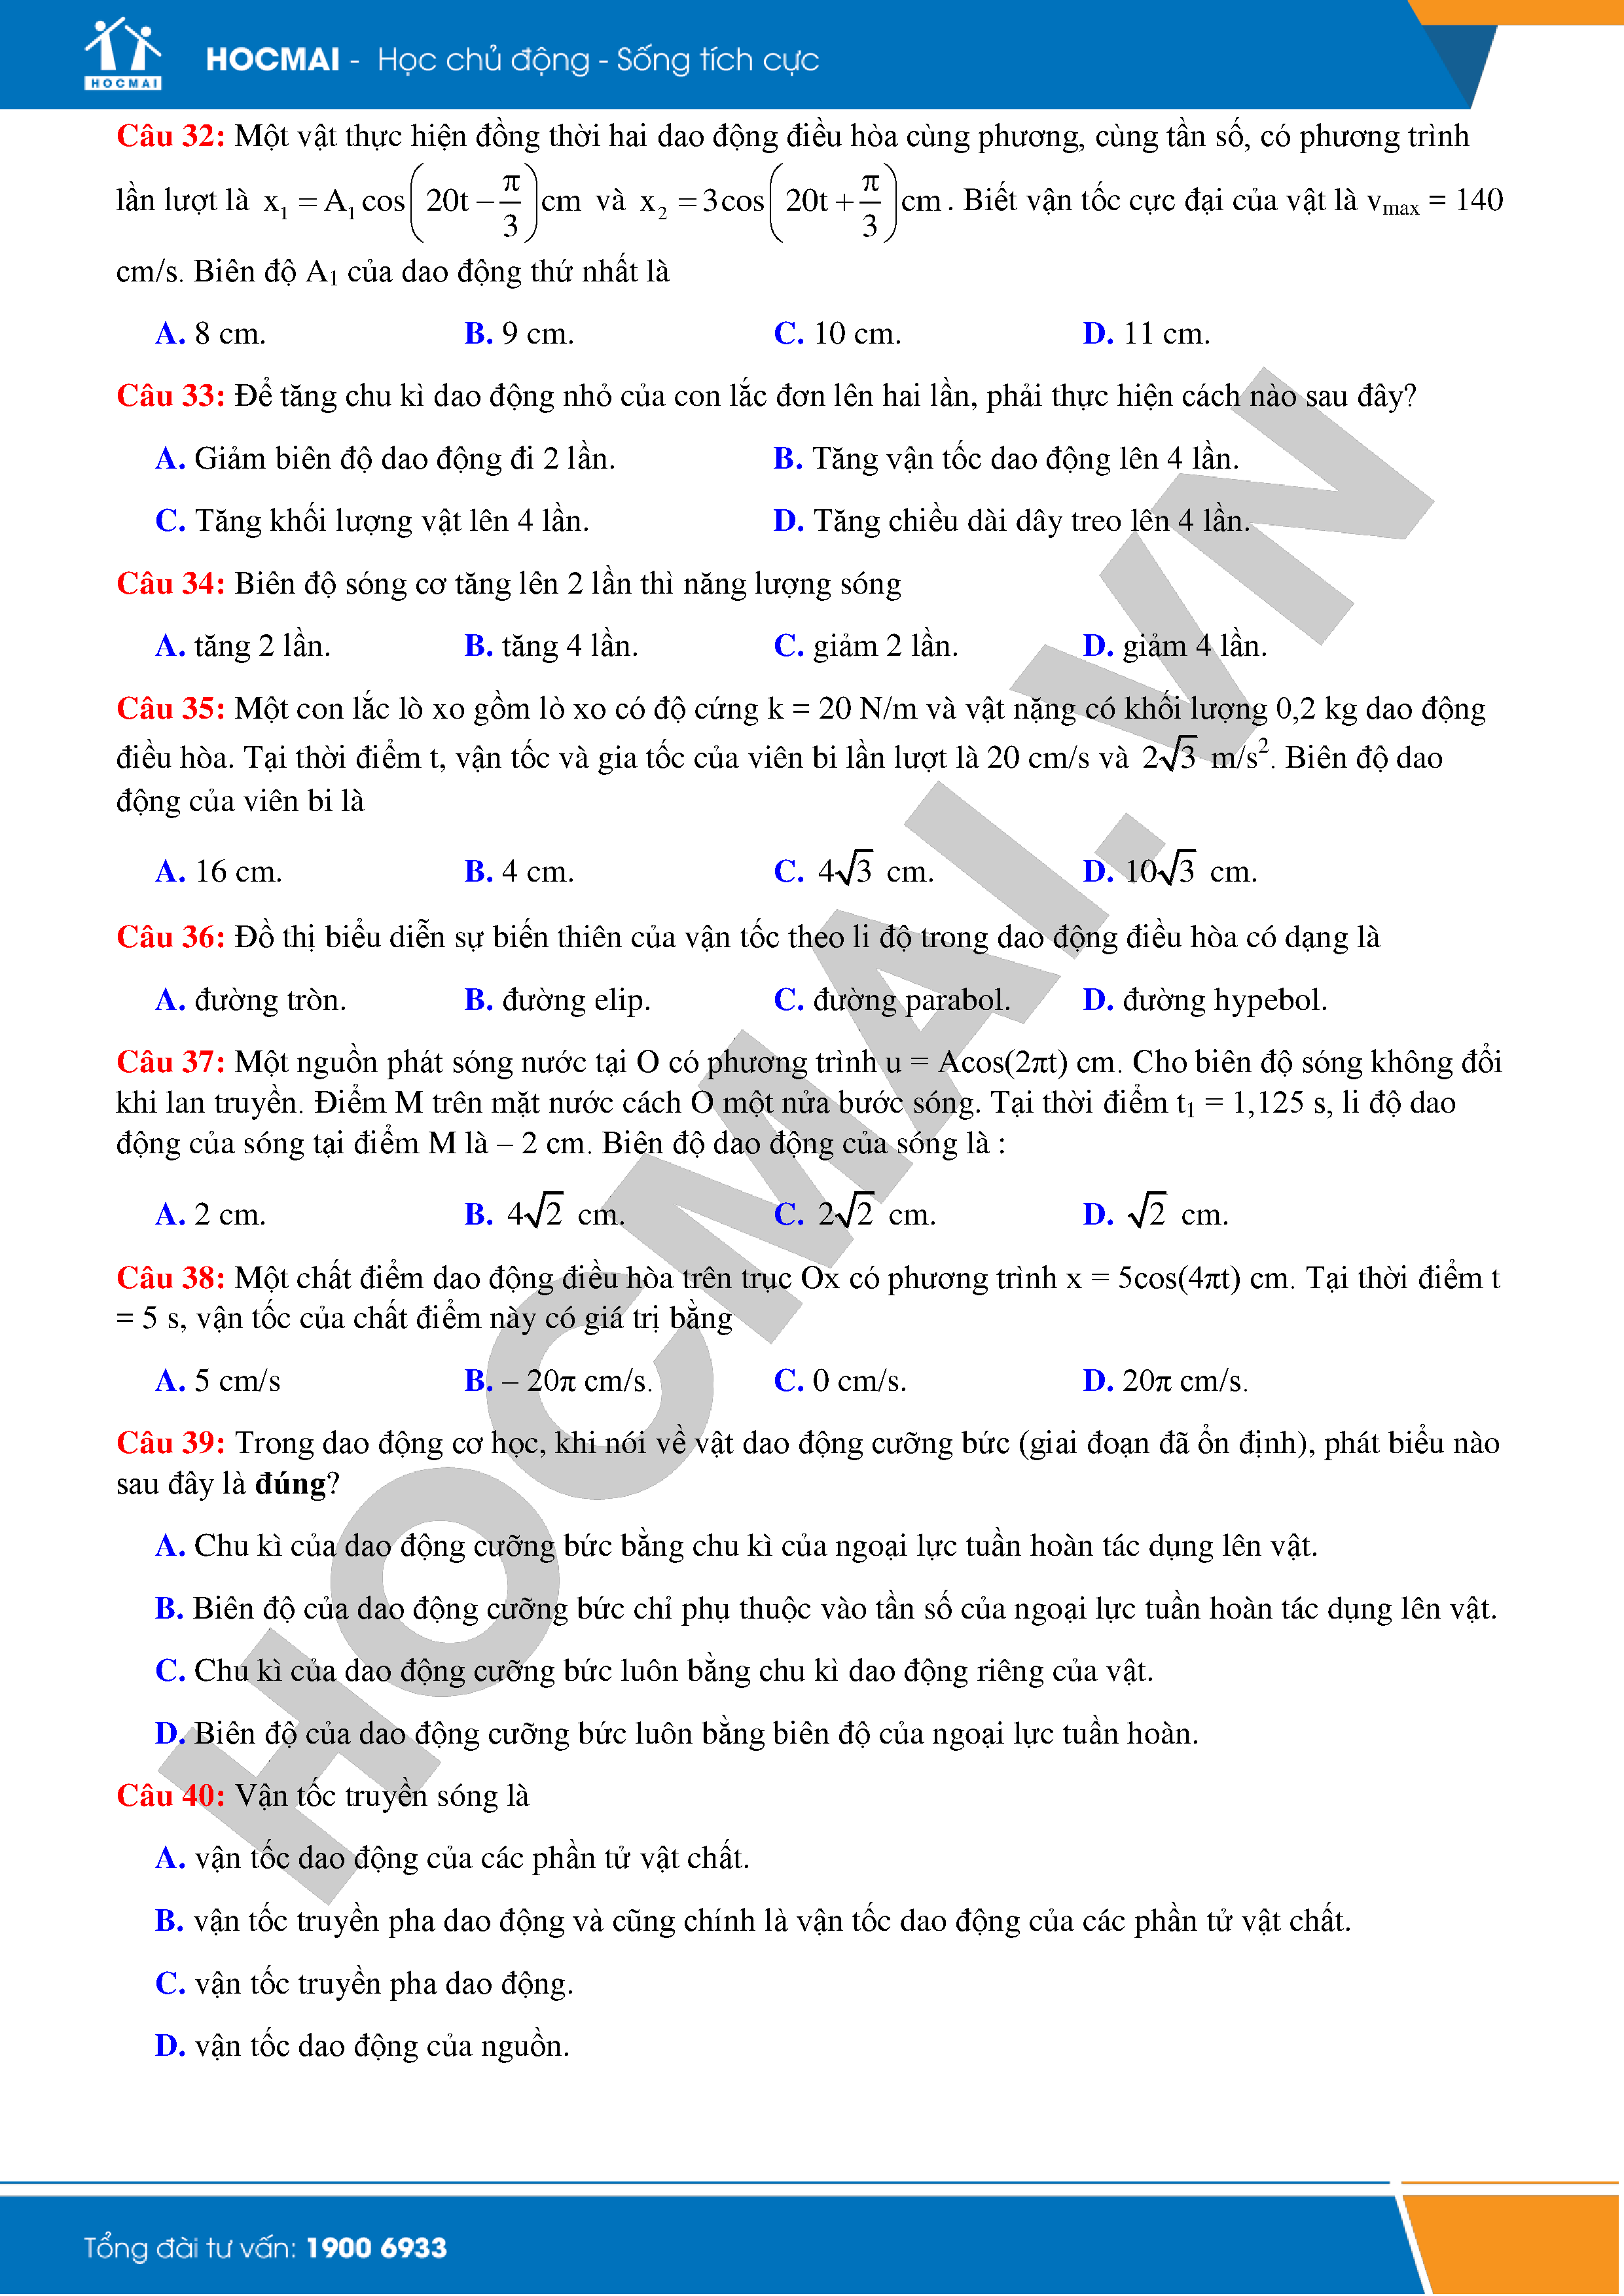 HOCMAI
HOCMAI - Học chủ động - Sống tích cực
Câu 32: Một vật thực hiện đồng thời hai dao động điều hòa cùng phương, cùng tần số, có phương trình
lần lượt là x₁ = A₁cos(20t − π/3)cm và x₂ = 3cos(20t + π/3)cm. Biết vận tốc cực đại của vật là vmax = 140
cm/s. Biên độ A₁ của dao động thứ nhất là
A. 8 cm. B. 9 cm. C. 10 cm. D. 11 cm.
Câu 33: Để tăng chu kì dao động nhỏ của con lắc đơn lên hai lần, phải thực hiện cách nào sau đây?
A. Giảm biên độ dao động đi 2 lần. B. Tăng vận tốc dao động lên 4 lần.
C. Tăng khối lượng vật lên 4 lần. D. Tăng chiều dài dây treo lên 4 lần.
Câu 34: Biên độ sóng cơ tăng lên 2 lần thì năng lượng sóng
A. tăng 2 lần. B. tăng 4 lần. C. giảm 2 lần. D. giảm 4 lần.
Câu 35: Một con lắc lò xo gồm lò xo có độ cứng k = 20 N/m và vật nặng có khối lượng 0,2 kg dao động
điều hòa. Tại thời điểm t, vận tốc và gia tốc của viên bi lần lượt là 20 cm/s và 2√3 m/s². Biên độ dao
động của viên bi là
A. 16 cm. B. 4 cm. C. 4√3 cm. D. 10√3 cm.
Câu 36: Đồ thị biểu diễn sự biến thiên của vận tốc theo li độ trong dao động điều hòa có dạng là
A. đường tròn. B. đường elip. C. đường parabol. D. đường hypebol.
Câu 37: Một nguồn phát sóng nước tại O có phương trình u = Acos(2πt) cm. Cho biên độ sóng không đổi
khi lan truyền. Điểm M trên mặt nước cách O một nửa bước sóng. Tại thời điểm t₁ = 1,125 s, li độ dao
động của sóng tại điểm M là – 2 cm. Biên độ dao động của sóng là :
A. 2 cm. B. 4√2 cm. C. 2√2 cm. D. √2 cm.
Câu 38: Một chất điểm dao động điều hòa trên trục Ox có phương trình x = 5cos(4πt) cm. Tại thời điểm t
= 5 s, vận tốc của chất điểm này có giá trị bằng
A. 5 cm/s B. – 20π cm/s. C. 0 cm/s. D. 20π cm/s.
Câu 39: Trong dao động cơ học, khi nói về vật dao động cưỡng bức (giai đoạn đã ổn định), phát biểu nào
sau đây là đúng?
A. Chu kì của dao động cưỡng bức bằng chu kì của ngoại lực tuần hoàn tác dụng lên vật.
B. Biên độ của dao động cưỡng bức chỉ phụ thuộc vào tần số của ngoại lực tuần hoàn tác dụng lên vật.
C. Chu kì của dao động cưỡng bức luôn bằng chu kì dao động riêng của vật.
D. Biên độ của dao động cưỡng bức luôn bằng biên độ của ngoại lực tuần hoàn.
Câu 40: Vận tốc truyền sóng là
A. vận tốc dao động của các phần tử vật chất.
B. vận tốc truyền pha dao động và cũng chính là vận tốc dao động của các phần tử vật chất.
C. vận tốc truyền pha dao động.
D. vận tốc dao động của nguồn.
HOCMAI.VN
Tổng đài tư vấn: 1900 6933